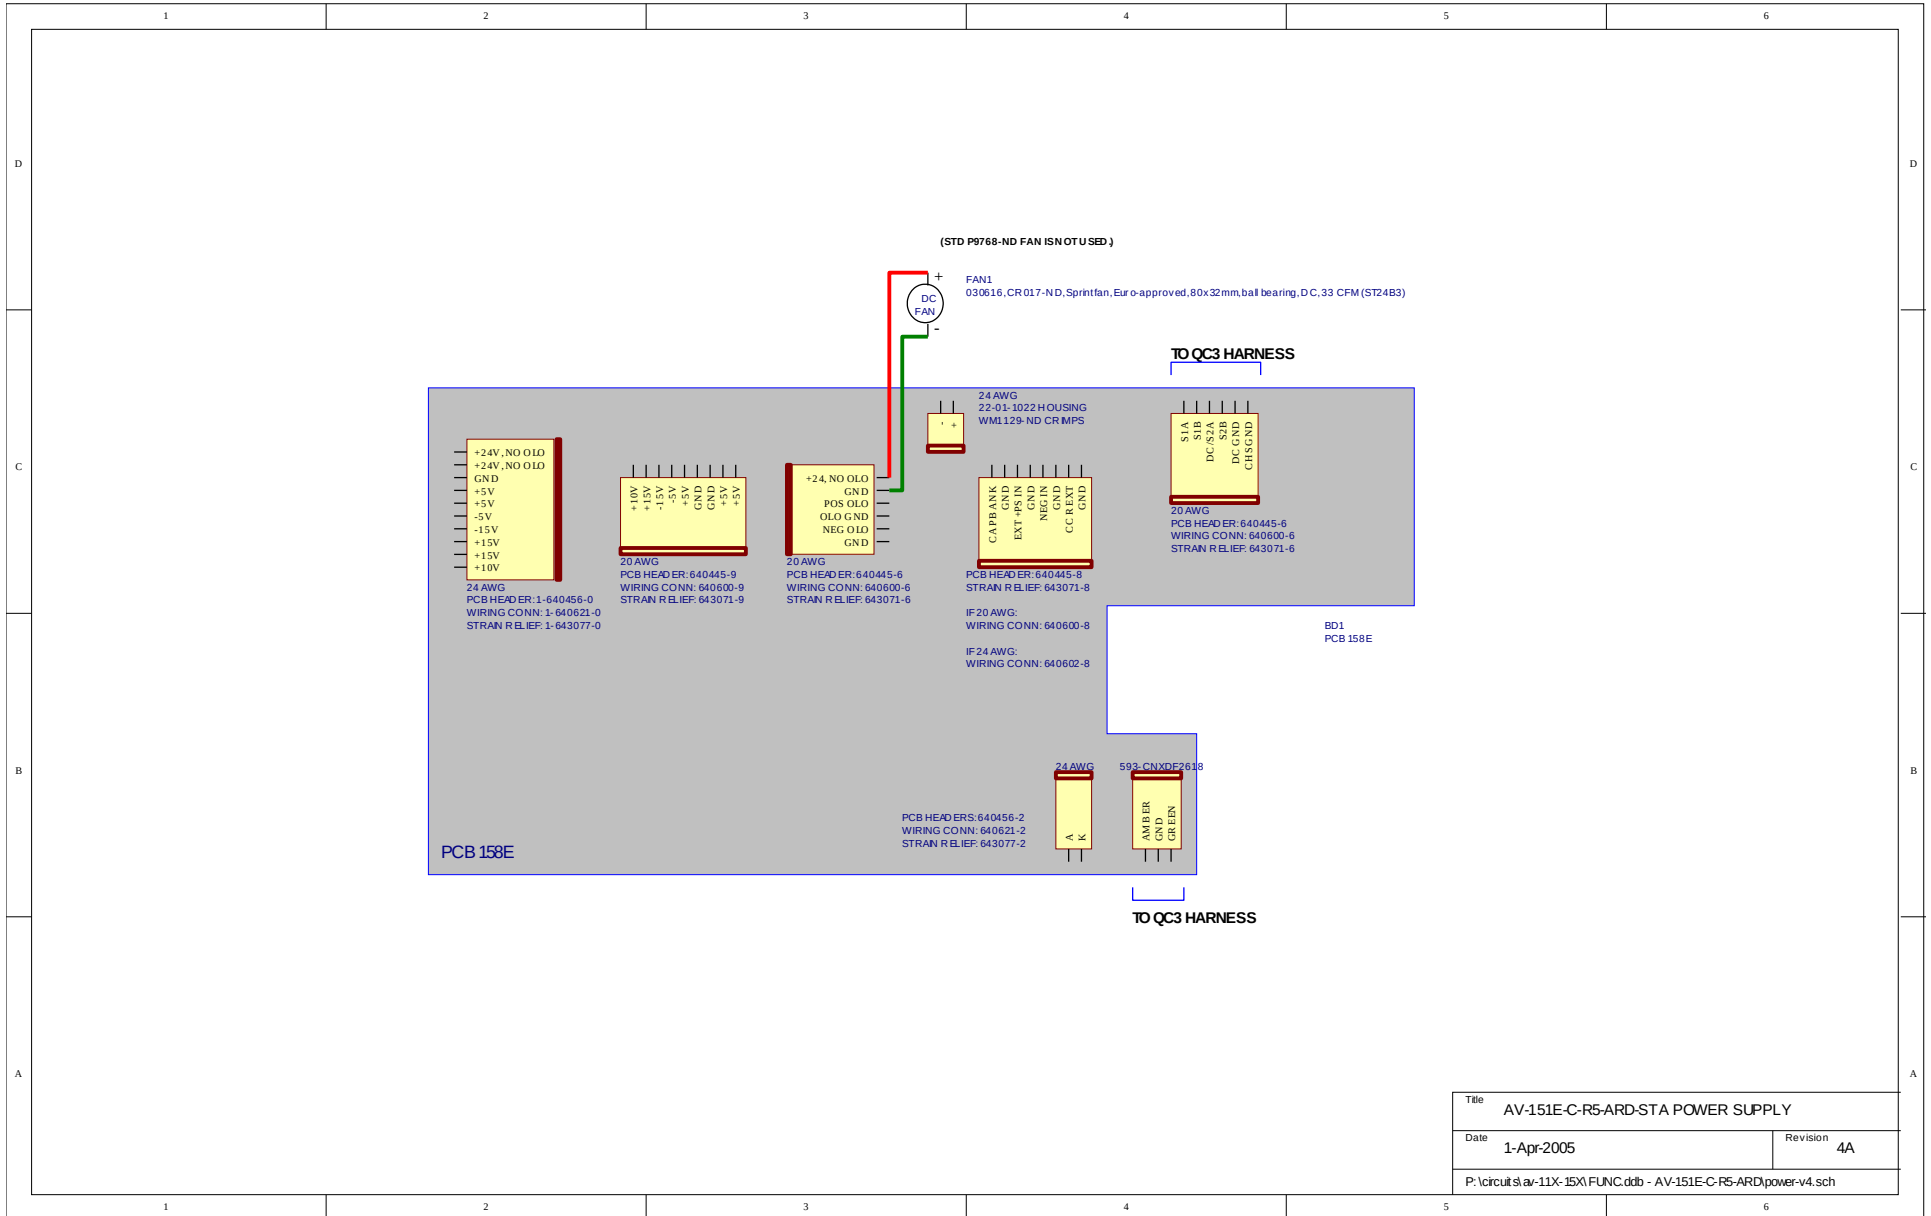 1 2 3 4 5 6
D D
(STD P9768-ND FAN IS NOT USED.)
+
FAN1
030616, CR017-ND, Sprintfan, Euro-approved, 80x32mm, ball bearing, DC, 33 CFM (ST24B3)
DC
FAN
-
TO QC3 HARNESS
24 AWG
22-01-1022 HOUSING
WM1129-ND CRIMPS
- +
S1A
S1B
DC/S2A
S2B
DC GND
CHSGND
20 AWG
PCB HEADER: 640445-6
WIRING CONN: 640600-6
STRAIN RELIEF: 643071-6
C C
+24V, NO OLO
+24V, NO OLO
GND
+5V
+5V
-5V
-15V
+15V
+15V
+10V
24 AWG
PCB HEADER: 1-640456-0
WIRING CONN: 1-640621-0
STRAIN RELIEF: 1-643077-0
+10V
+15V
-15V
-5V
+5V
GND
GND
+5V
+5V
20 AWG
PCB HEADER: 640445-9
WIRING CONN: 640600-9
STRAIN RELIEF: 643071-9
+24, NO OLO
GND
POS OLO
OLO GND
NEG OLO
GND
20 AWG
PCB HEADER: 640445-6
WIRING CONN: 640600-6
STRAIN RELIEF: 643071-6
CAPBANK
GND
EXT +PS IN
GND
NEG IN
GND
CCR EXT
GND
PCB HEADER: 640445-8
STRAIN RELIEF: 643071-8
IF 20 AWG:
WIRING CONN: 640600-8
IF 24 AWG:
WIRING CONN: 640602-8
BD1
PCB 158E
B B
24 AWG
593-CNXDF2618
PCB HEADERS: 640456-2
WIRING CONN: 640621-2
STRAIN RELIEF: 643077-2
A
K
AMBER
GND
GREEN
PCB 158E
TO QC3 HARNESS
A A
Title AV-151E-C-R5-ARD-STA POWER SUPPLY
Date 1-Apr-2005 Revision 4A
P:\circuits\av-11X-15X\FUNC.ddb - AV-151E-C-R5-ARD\power-v4.sch
1 2 3 4 5 6